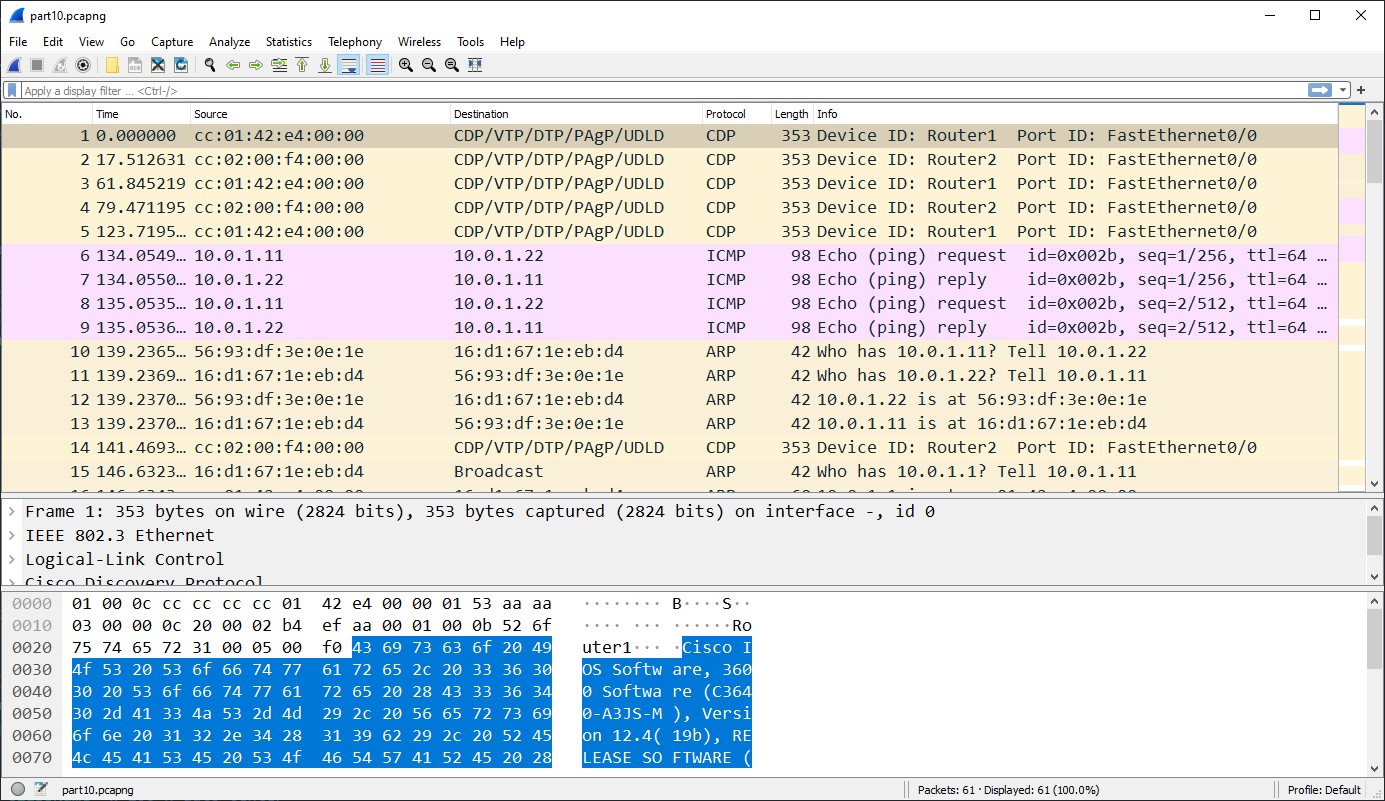 part10.pcapng
File Edit View Go Capture Analyze Statistics Telephony Wireless Tools Help
Apply a display filter ... <Ctrl-/>
No. Time Source Destination Protocol Length Info
1 0.000000 cc:01:42:e4:00:00 CDP/VTP/DTP/PAgP/UDLD CDP 353 Device ID: Router1 Port ID: FastEthernet0/0
2 17.512631 cc:02:00:f4:00:00 CDP/VTP/DTP/PAgP/UDLD CDP 353 Device ID: Router2 Port ID: FastEthernet0/0
3 61.845219 cc:01:42:e4:00:00 CDP/VTP/DTP/PAgP/UDLD CDP 353 Device ID: Router1 Port ID: FastEthernet0/0
4 79.471195 cc:02:00:f4:00:00 CDP/VTP/DTP/PAgP/UDLD CDP 353 Device ID: Router2 Port ID: FastEthernet0/0
5 123.7195… cc:01:42:e4:00:00 CDP/VTP/DTP/PAgP/UDLD CDP 353 Device ID: Router1 Port ID: FastEthernet0/0
6 134.0549… 10.0.1.11 10.0.1.22 ICMP 98 Echo (ping) request id=0x002b, seq=1/256, ttl=64 …
7 134.0550… 10.0.1.22 10.0.1.11 ICMP 98 Echo (ping) reply id=0x002b, seq=1/256, ttl=64 …
8 135.0535… 10.0.1.11 10.0.1.22 ICMP 98 Echo (ping) request id=0x002b, seq=2/512, ttl=64 …
9 135.0536… 10.0.1.22 10.0.1.11 ICMP 98 Echo (ping) reply id=0x002b, seq=2/512, ttl=64 …
10 139.2365… 56:93:df:3e:0e:1e 16:d1:67:1e:eb:d4 ARP 42 Who has 10.0.1.11? Tell 10.0.1.22
11 139.2369… 16:d1:67:1e:eb:d4 56:93:df:3e:0e:1e ARP 42 Who has 10.0.1.22? Tell 10.0.1.11
12 139.2370… 56:93:df:3e:0e:1e 16:d1:67:1e:eb:d4 ARP 42 10.0.1.22 is at 56:93:df:3e:0e:1e
13 139.2370… 16:d1:67:1e:eb:d4 56:93:df:3e:0e:1e ARP 42 10.0.1.11 is at 16:d1:67:1e:eb:d4
14 141.4693… cc:02:00:f4:00:00 CDP/VTP/DTP/PAgP/UDLD CDP 353 Device ID: Router2 Port ID: FastEthernet0/0
15 146.6323… 16:d1:67:1e:eb:d4 Broadcast ARP 42 Who has 10.0.1.1? Tell 10.0.1.11
Frame 1: 353 bytes on wire (2824 bits), 353 bytes captured (2824 bits) on interface -, id 0
IEEE 802.3 Ethernet
Logical-Link Control
Cisco Discovery Protocol
0000 01 00 0c cc cc cc cc 01 42 e4 00 00 01 53 aa aa ········ B····S··
0010 03 00 00 0c 20 00 02 b4 ef aa 00 01 00 0b 52 6f ···· ··· ······Ro
0020 75 74 65 72 31 00 05 00 f0 43 69 73 63 6f 20 49 uter1··· ·Cisco I
0030 4f 53 20 53 6f 66 74 77 61 72 65 2c 20 33 36 30 OS Softw are, 360
0040 30 20 53 6f 66 74 77 61 72 65 20 28 43 33 36 34 0 Softwa re (C364
0050 30 2d 41 33 4a 53 2d 4d 29 2c 20 56 65 72 73 69 0-A3JS-M ), Versi
0060 6f 6e 20 31 32 2e 34 28 31 39 62 29 2c 20 52 45 on 12.4( 19b), RE
0070 4c 45 41 53 45 20 53 4f 46 54 57 41 52 45 20 28 LEASE SO FTWARE (
part10.pcapng Packets: 61 · Displayed: 61 (100.0%) Profile: Default